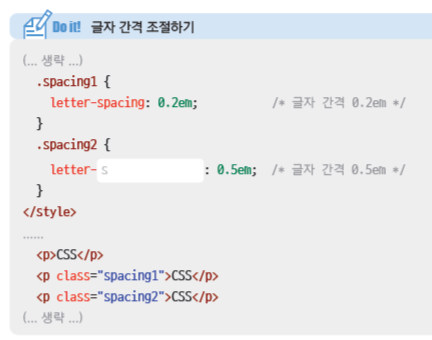 Do it! 글자 간격 조절하기
(... 생략 ...)
.spacing1 {
letter-spacing: 0.2em; /* 글자 간격 0.2em */
}
.spacing2 {
letter- s : 0.5em; /* 글자 간격 0.5em */
}
</style>
......
<p>CSS</p>
<p class="spacing1">CSS</p>
<p class="spacing2">CSS</p>
(... 생략 ...)